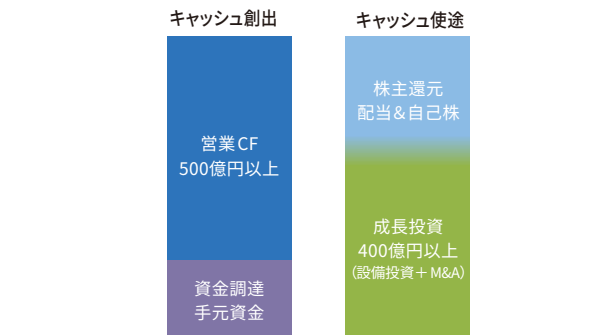 キャッシュ創出
営業CF
500億円以上
資金調達
手元資金
キャッシュ使途
株主還元
配当&自己株
成長投資
400億円以上
(設備投資+M&A)